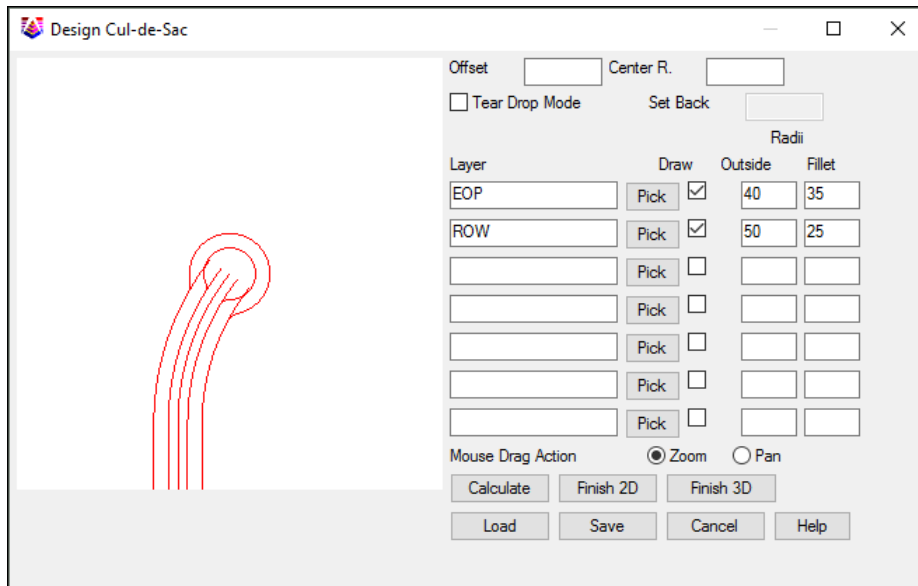 Design Cul-de-Sac
Offset Center R.
Tear Drop Mode Set Back
Radii
Layer Draw Outside Fillet
EOP Pick 40 35
ROW Pick 50 25
Pick
Pick
Pick
Pick
Pick
Mouse Drag Action Zoom Pan
Calculate Finish 2D Finish 3D
Load Save Cancel Help